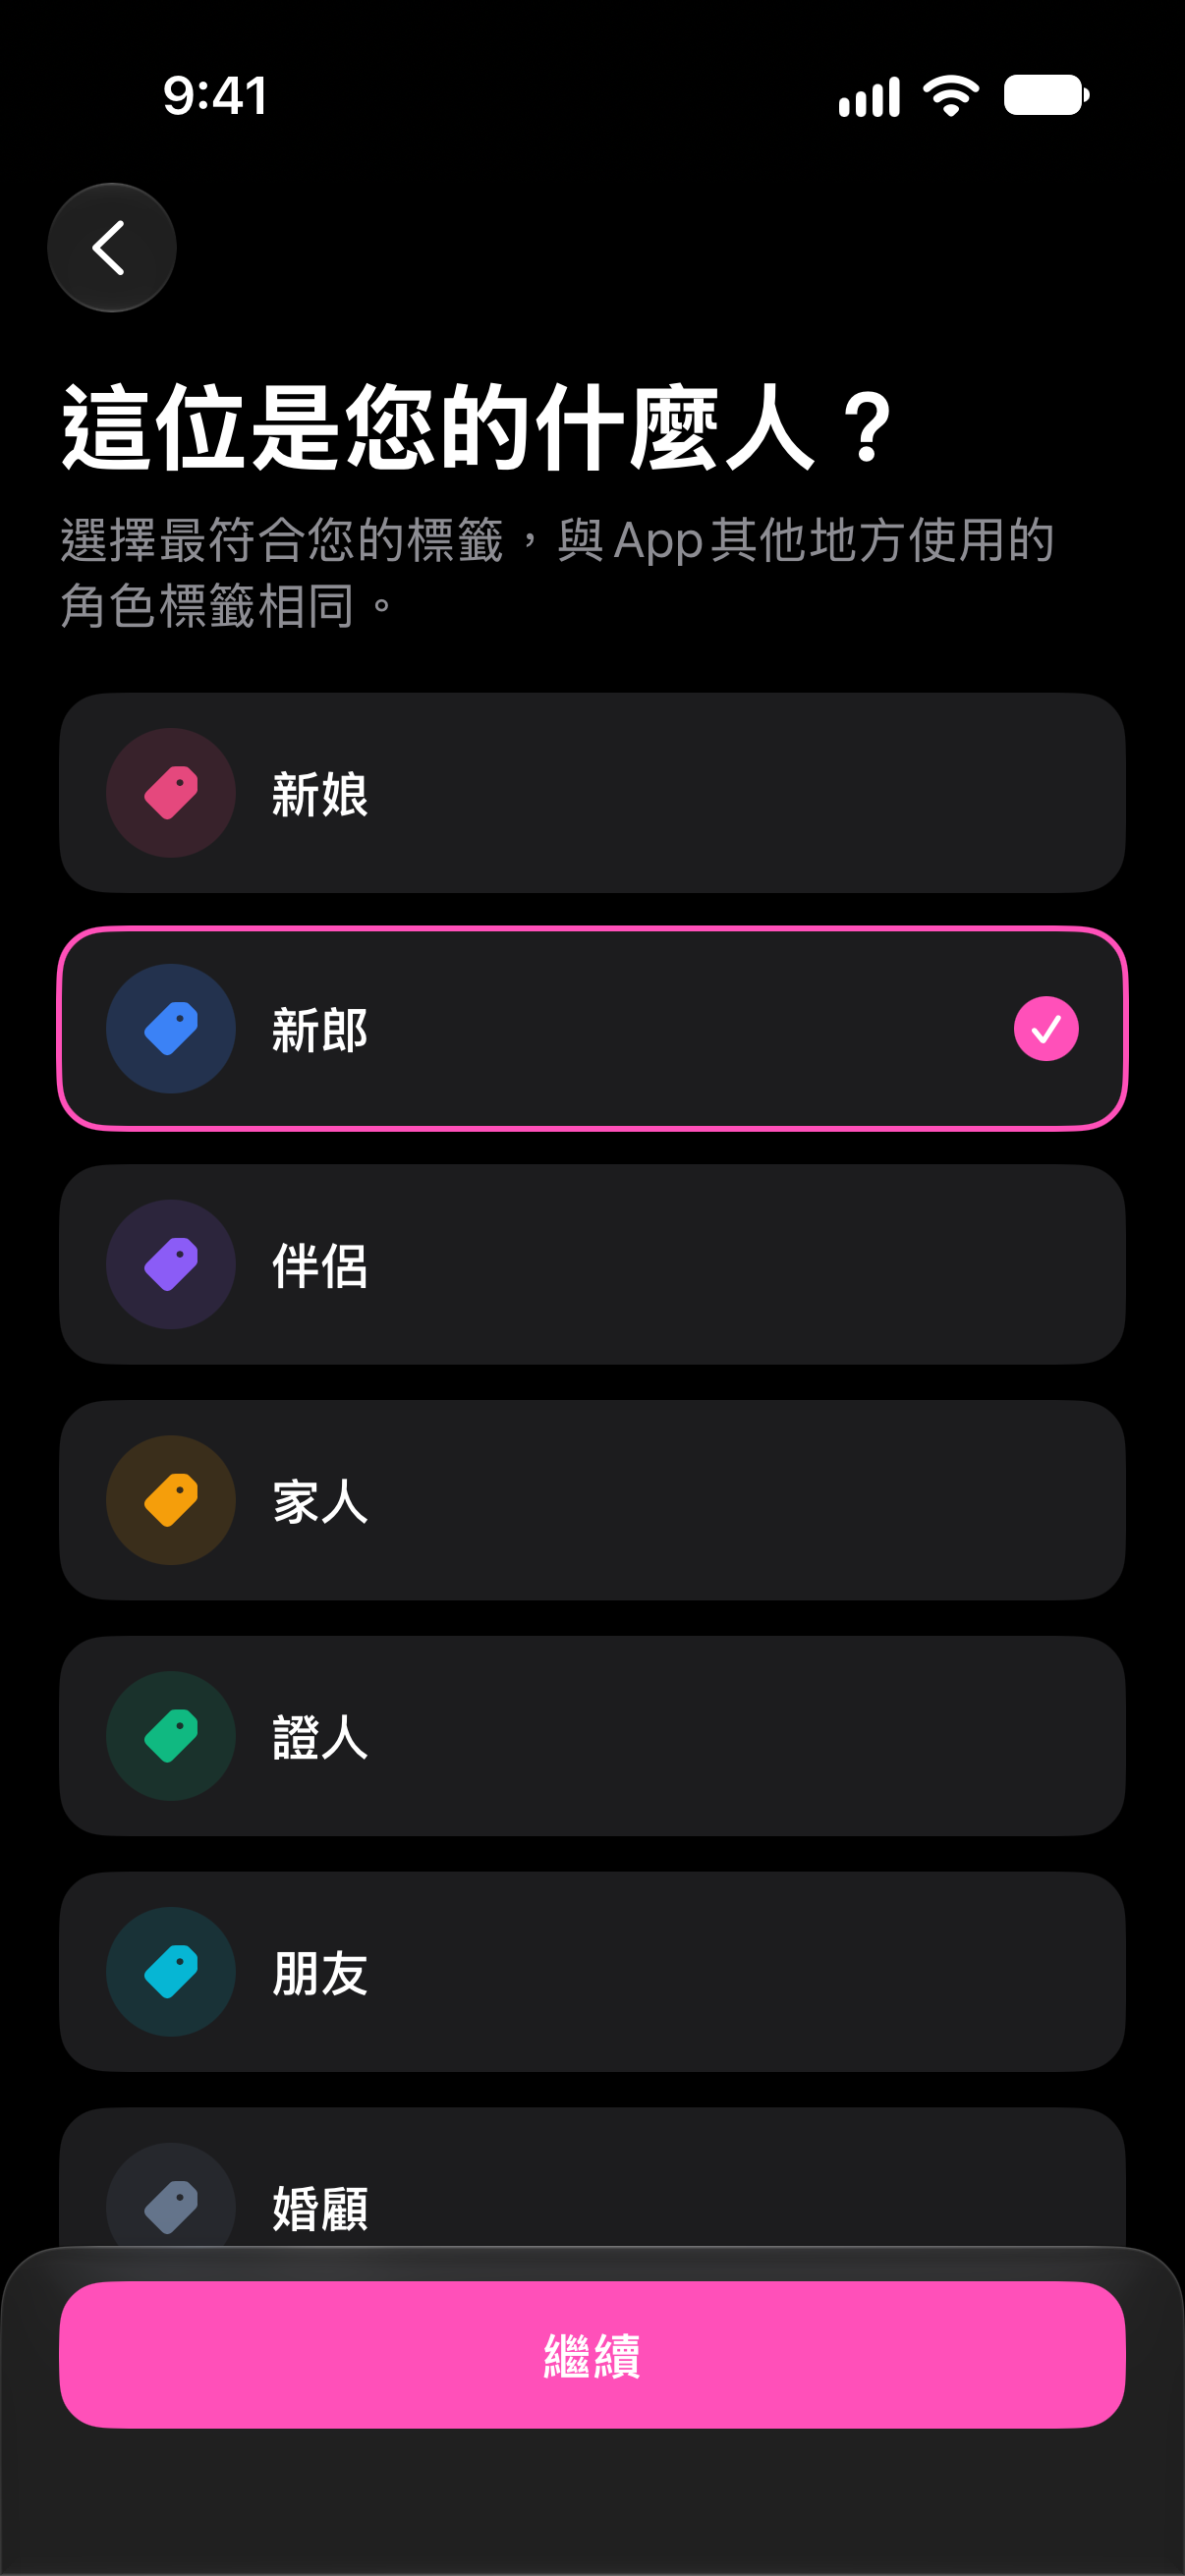 9:41
這位是您的什麼人？
選擇最符合您的標籤，與 App 其他地方使用的
角色標籤相同。
新娘
新郎
伴侶
家人
證人
朋友
婚顧
繼續